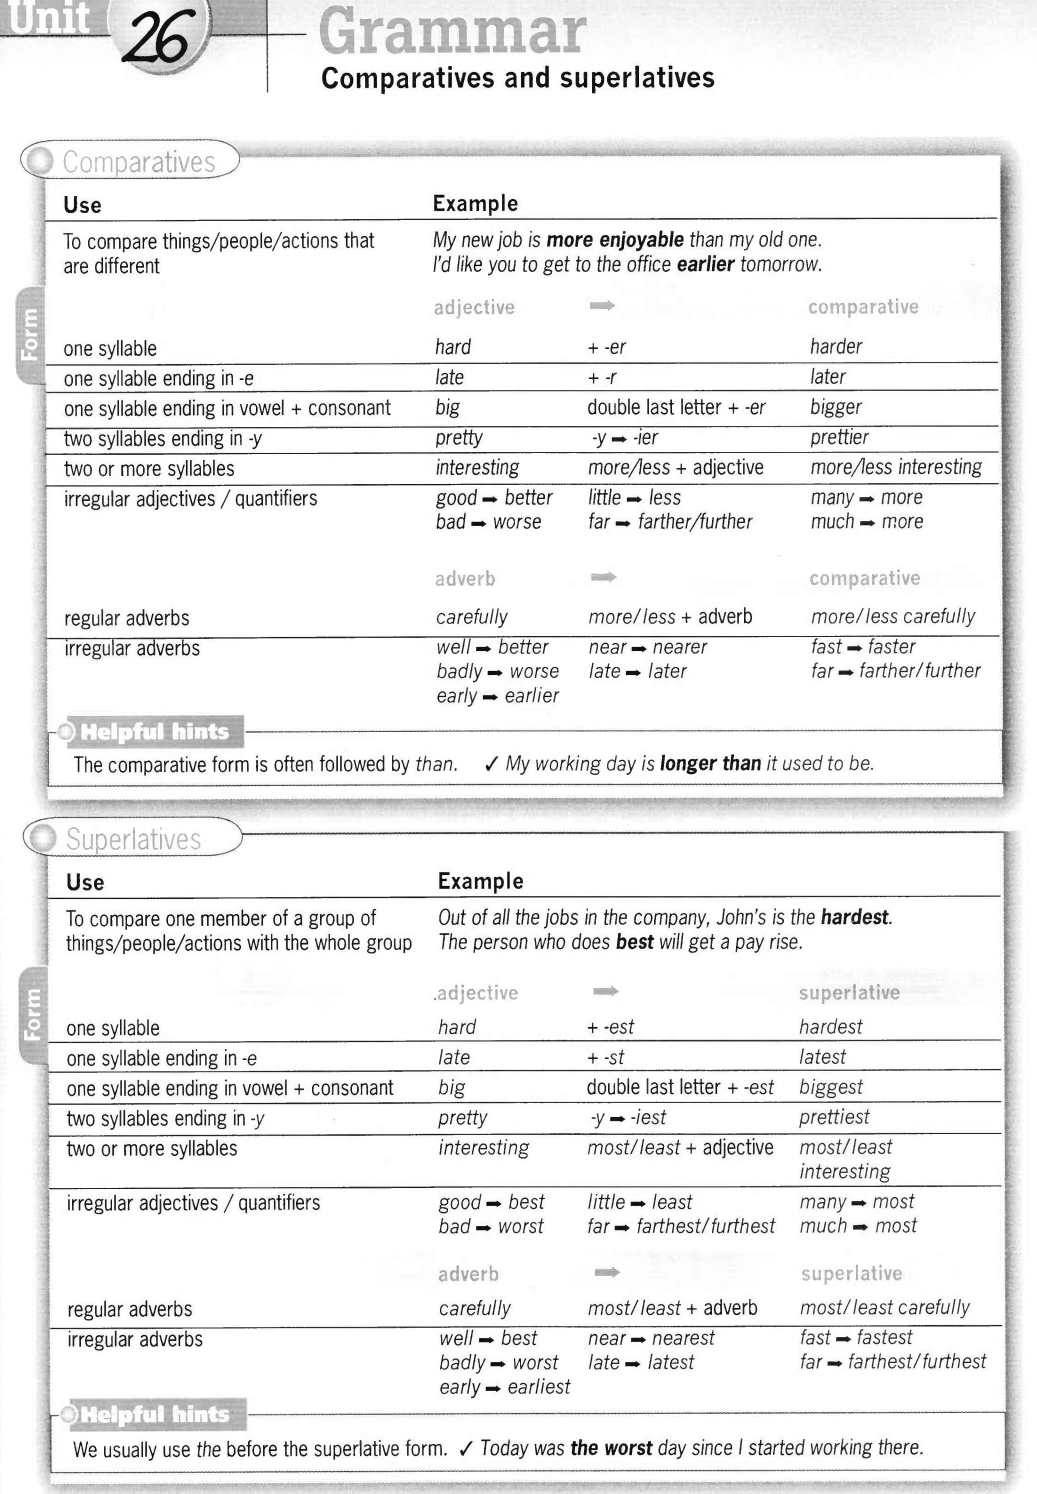 Unit 26
Grammar
Comparatives and superlatives
Comparatives
Use Example
To compare things/people/actions that My new job is more enjoyable than my old one.
are different I'd like you to get to the office earlier tomorrow.
Form
adjective ➡ comparative
one syllable hard + -er harder
one syllable ending in -e late + -r later
one syllable ending in vowel + consonant big double last letter + -er bigger
two syllables ending in -y pretty -y ➡ -ier prettier
two or more syllables interesting more/less + adjective more/less interesting
irregular adjectives / quantifiers good ➡ better little ➡ less many ➡ more
bad ➡ worse far ➡ farther/further much ➡ more
adverb ➡ comparative
regular adverbs carefully more/less + adverb more/less carefully
irregular adverbs well ➡ better near ➡ nearer fast ➡ faster
badly ➡ worse late ➡ later far ➡ farther/further
early ➡ earlier
Helpful hints
The comparative form is often followed by than. ✓ My working day is longer than it used to be.
Superlatives
Use Example
To compare one member of a group of Out of all the jobs in the company, John's is the hardest.
things/people/actions with the whole group The person who does best will get a pay rise.
Form
.adjective ➡ superlative
one syllable hard + -est hardest
one syllable ending in -e late + -st latest
one syllable ending in vowel + consonant big double last letter + -est biggest
two syllables ending in -y pretty -y ➡ -iest prettiest
two or more syllables interesting most/least + adjective most/least
interesting
irregular adjectives / quantifiers good ➡ best little ➡ least many ➡ most
bad ➡ worst far ➡ farthest/furthest much ➡ most
adverb ➡ superlative
regular adverbs carefully most/least + adverb most/least carefully
irregular adverbs well ➡ best near ➡ nearest fast ➡ fastest
badly ➡ worst late ➡ latest far ➡ farthest/furthest
early ➡ earliest
Helpful hints
We usually use the before the superlative form. ✓ Today was the worst day since I started working there.